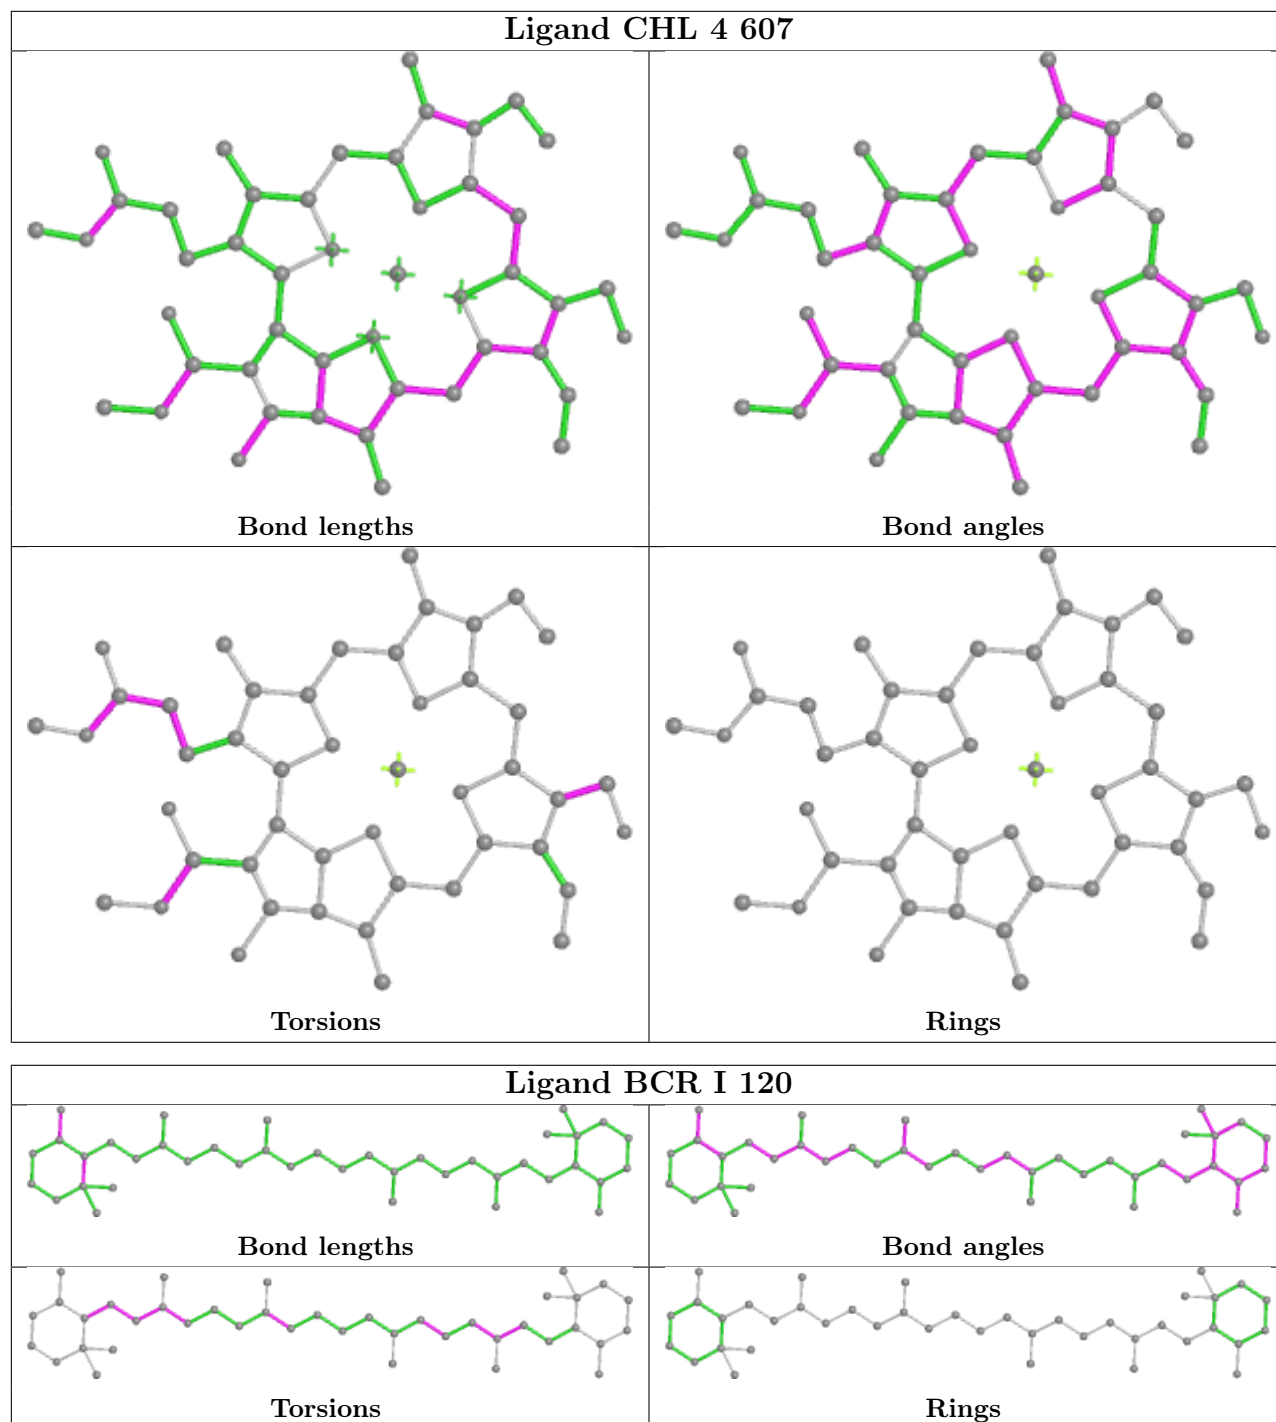 Ligand CHL 4 607
Bond lengths
Bond angles
Torsions
Rings
Ligand BCR I 120
Bond lengths
Bond angles
Torsions
Rings